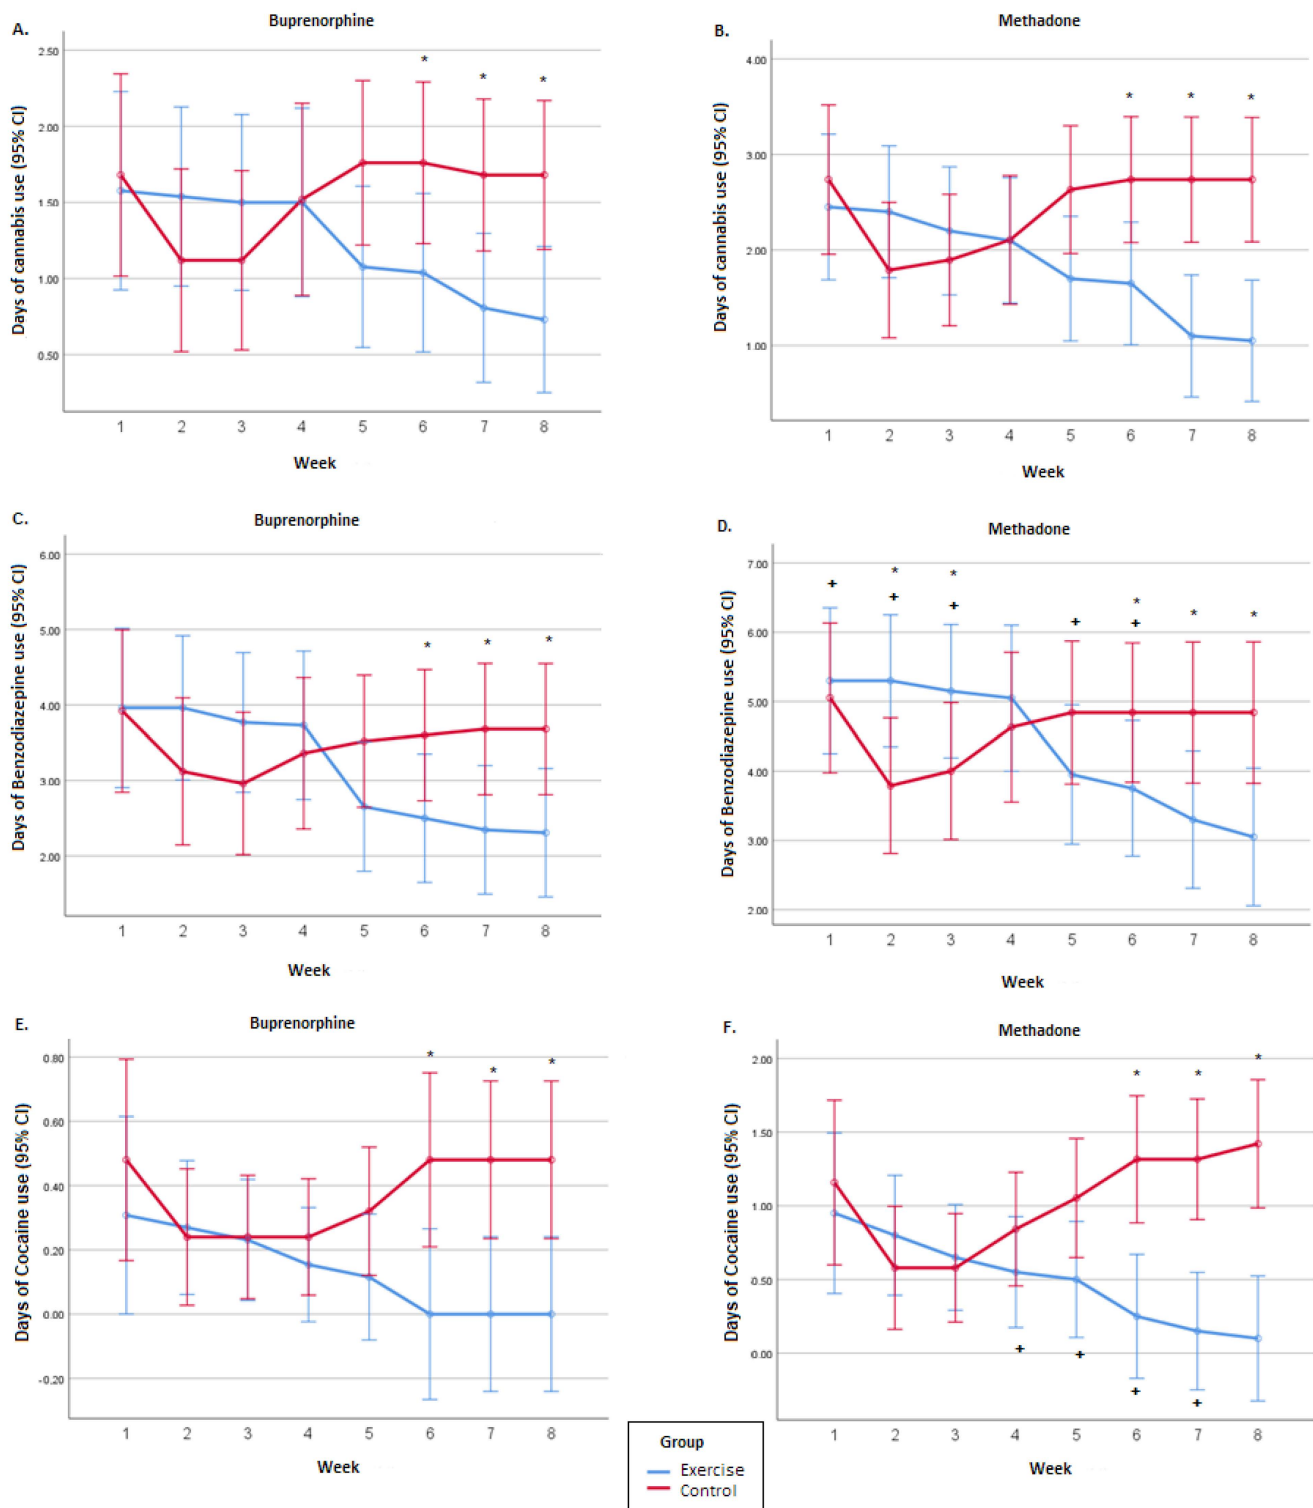 A.
Buprenorphine
Days of cannabis use (95% CI)
2.50
2.00
1.50
1.00
0.50
* * *
1 2 3 4 5 6 7 8
Week
B.
Methadone
Days of cannabis use (95% CI)
4.00
3.00
2.00
1.00
* * *
1 2 3 4 5 6 7 8
Week
C.
Buprenorphine
Days of Benzodiazepine use (95% CI)
6.00
5.00
4.00
3.00
2.00
* * *
1 2 3 4 5 6 7 8
Week
D.
Methadone
Days of Benzodiazepine use (95% CI)
7.00
6.00
5.00
4.00
3.00
2.00
* * * * *
+ + + + +
1 2 3 4 5 6 7 8
Week
E.
Buprenorphine
Days of Cocaine use (95% CI)
0.80
0.60
0.40
0.20
0.00
-0.20
* * *
1 2 3 4 5 6 7 8
Week
F.
Methadone
Days of Cocaine use (95% CI)
2.00
1.50
1.00
0.50
0.00
* * *
+ + + +
1 2 3 4 5 6 7 8
Week
Group
Exercise
Control